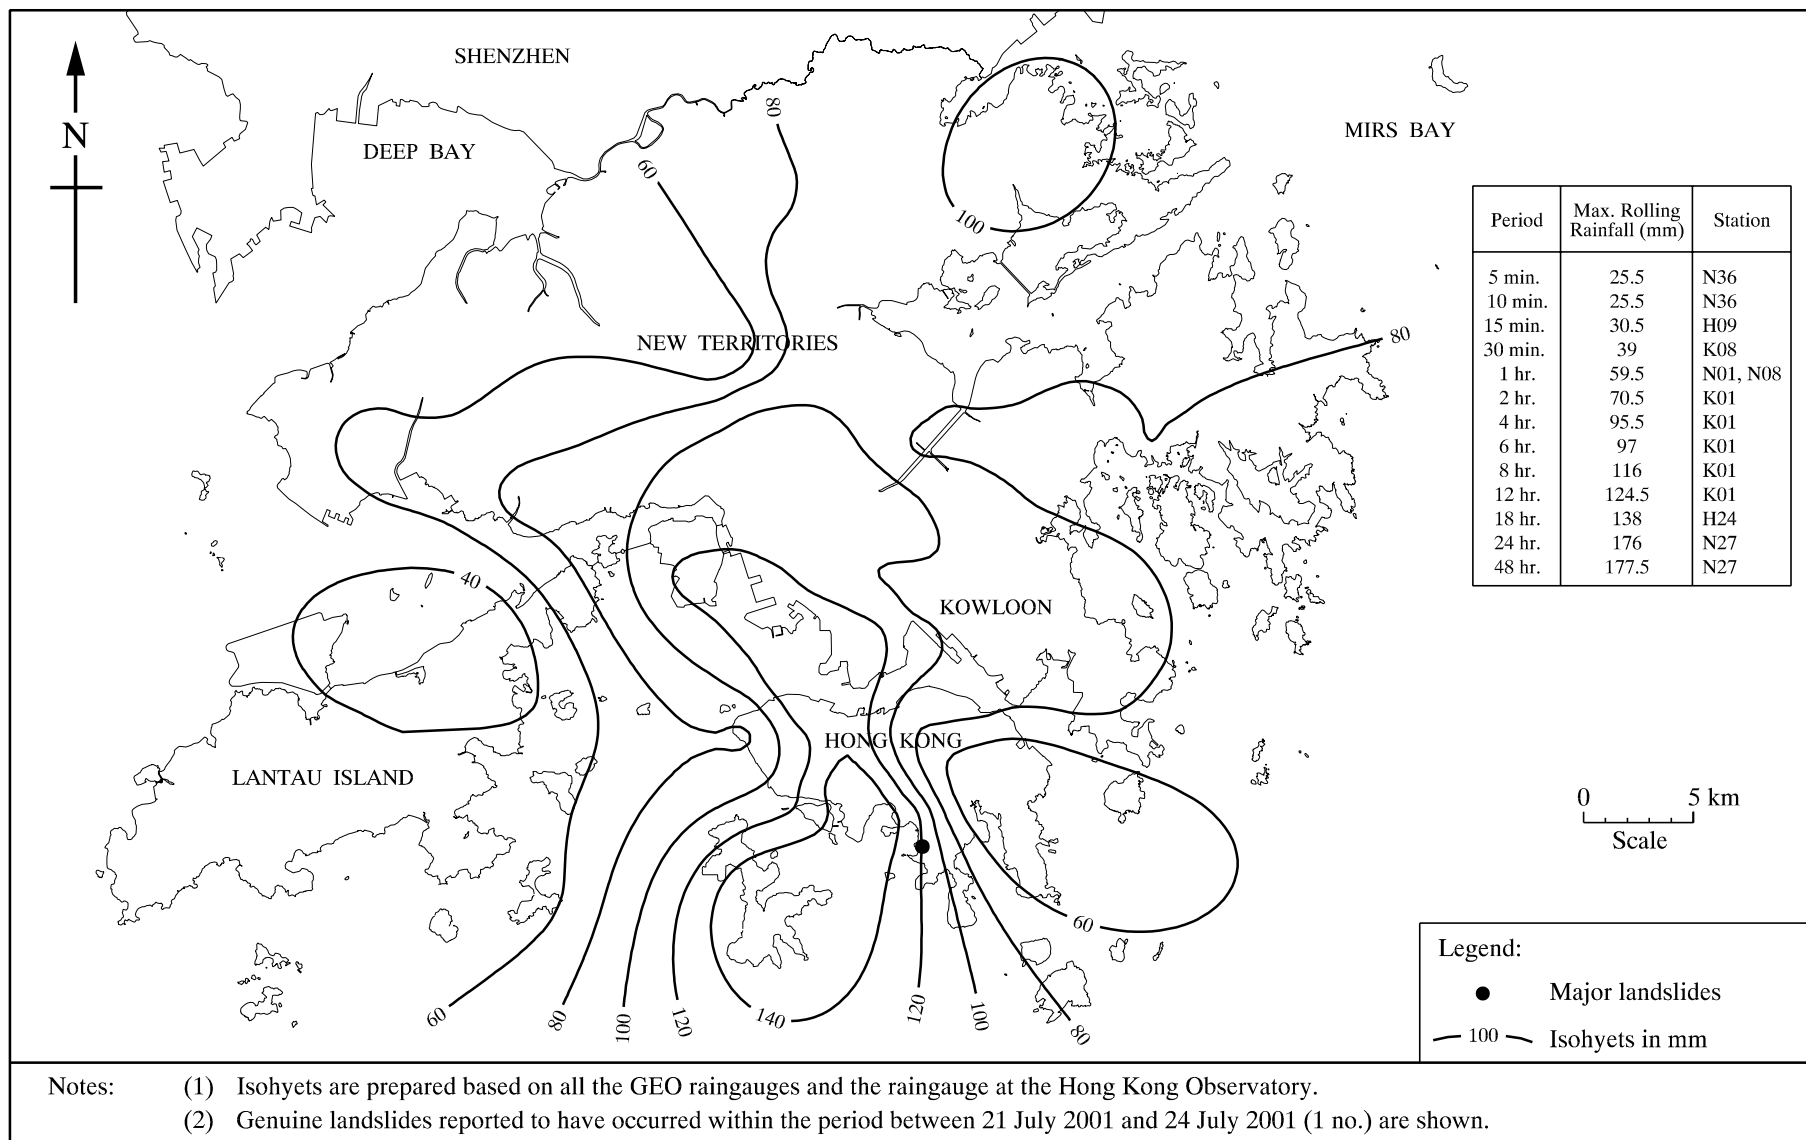 SHENZHEN
N
DEEP BAY
MIRS BAY
80
60
100
NEW TERRITORIES
80
40
KOWLOON
HONG KONG
LANTAU ISLAND
60
60
80
100
120
140
120
100
80
Period Max. Rolling Rainfall (mm) Station
5 min. 25.5 N36
10 min. 25.5 N36
15 min. 30.5 H09
30 min. 39 K08
1 hr. 59.5 N01, N08
2 hr. 70.5 K01
4 hr. 95.5 K01
6 hr. 97 K01
8 hr. 116 K01
12 hr. 124.5 K01
18 hr. 138 H24
24 hr. 176 N27
48 hr. 177.5 N27
0 5 km
Scale
Legend:
Major landslides
100 Isohyets in mm
Notes: (1) Isohyets are prepared based on all the GEO raingauges and the raingauge at the Hong Kong Observatory.
(2) Genuine landslides reported to have occurred within the period between 21 July 2001 and 24 July 2001 (1 no.) are shown.